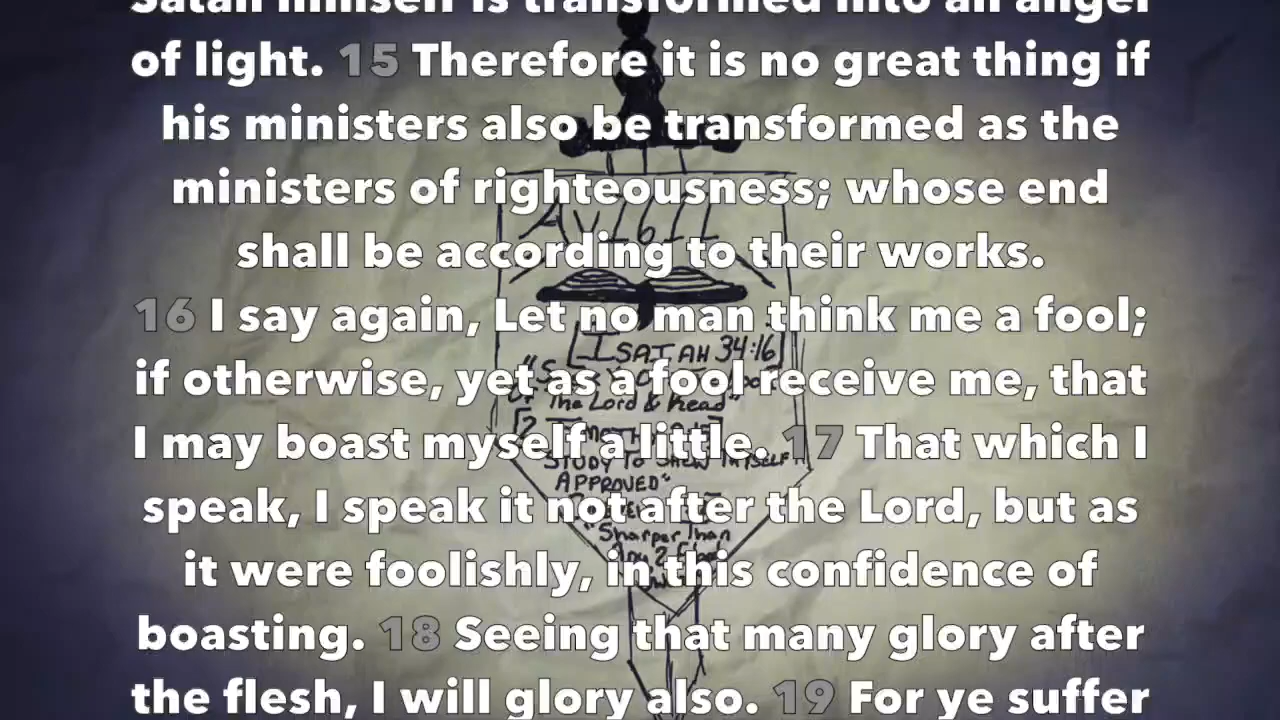 Satan himself is transformed into an angel
of light. 15 Therefore it is no great thing if
his ministers also be transformed as the
ministers of righteousness; whose end
shall be according to their works.
16 I say again, Let no man think me a fool;
if otherwise, yet as a fool receive me, that
I may boast myself a little. 17 That which I
speak, I speak it not after the Lord, but as
it were foolishly, in this confidence of
boasting. 18 Seeing that many glory after
the flesh, I will glory also. 19 For ye suffer
AV1611
[ISAIAH 34:16]
The Lord & Read"
STUDY TO SHEW THYSELF
APPROVED"
"Sharper Than
Any 2